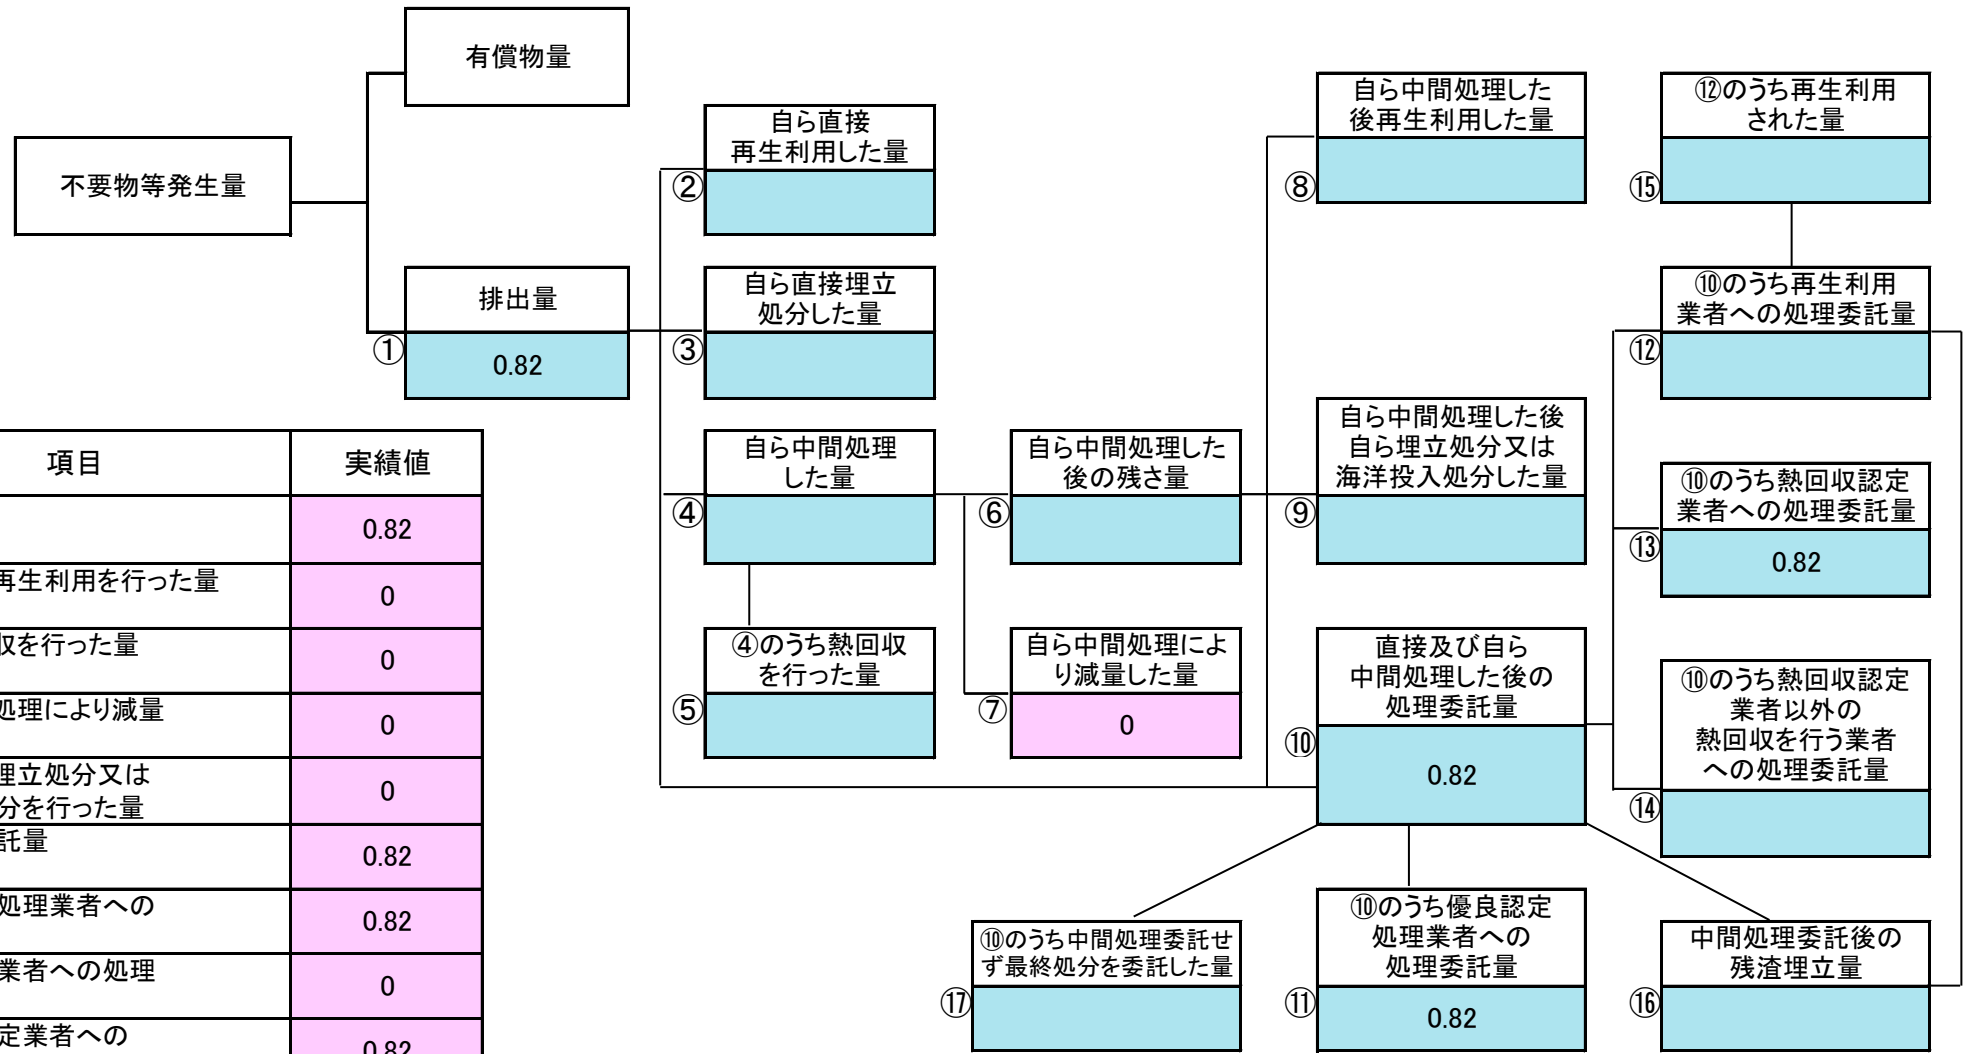 有償物量
不要物等発生量
排出量
①
0.82
自ら直接
再生利用した量
②
自ら直接埋立
処分した量
③
自ら中間処理
した量
④
④のうち熱回収
を行った量
⑤
自ら中間処理した
後の残さ量
⑥
自ら中間処理によ
り減量した量
⑦
0
自ら中間処理した
後再生利用した量
⑧
自ら中間処理した後
自ら埋立処分又は
海洋投入処分した量
⑨
直接及び自ら
中間処理した後の
処理委託量
⑩
0.82
⑫のうち再生利用
された量
⑮
⑩のうち再生利用
業者への処理委託量
⑫
⑩のうち熱回収認定
業者への処理委託量
⑬
0.82
⑩のうち熱回収認定
業者以外の
熱回収を行う業者
への処理委託量
⑭
⑩のうち中間処理委託せ
ず最終処分を委託した量
⑰
⑩のうち優良認定
処理業者への
処理委託量
⑪
0.82
中間処理委託後の
残渣埋立量
⑯
項目 実績値
0.82
再生利用を行った量
0
収を行った量
0
処理により減量
0
埋立処分又は
分を行った量
0
託量
0.82
処理業者への
0.82
業者への処理
0
定業者への
0.82